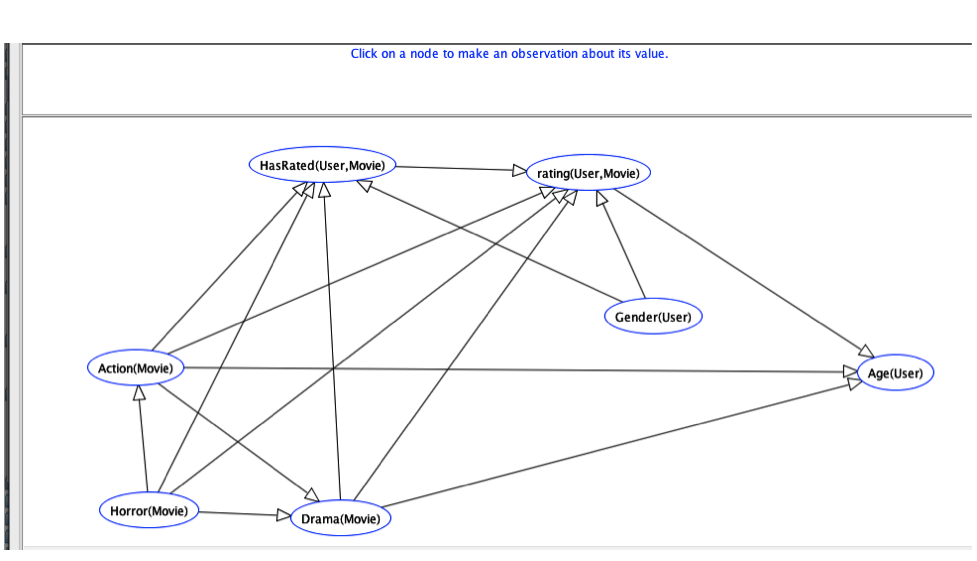 Click on a node to make an observation about its value.
HasRated(User,Movie)
rating(User,Movie)
Gender(User)
Action(Movie)
Age(User)
Horror(Movie)
Drama(Movie)